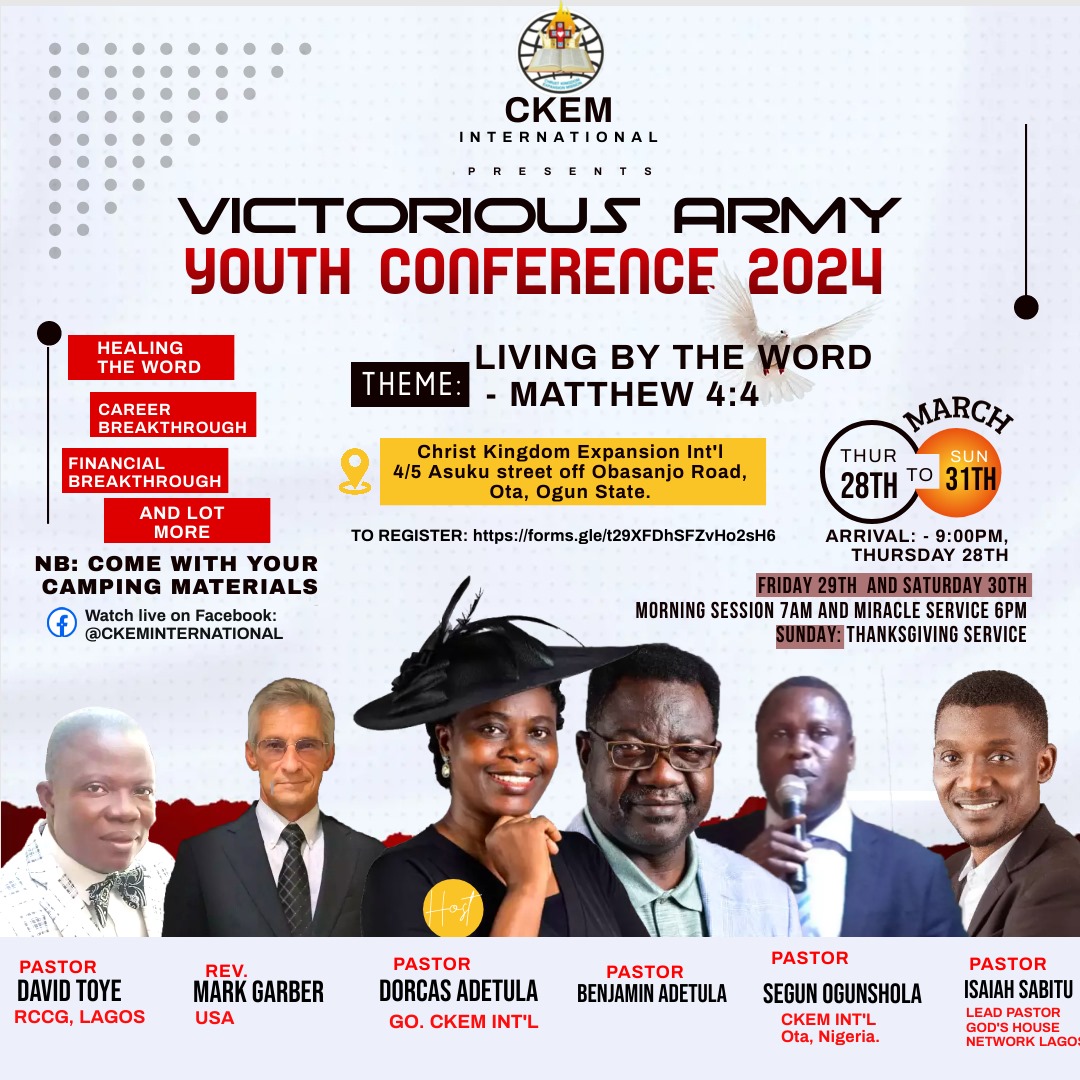 CKEM
INTERNATIONAL
PRESENTS
VICTORIOUS ARMY
YOUTH CONFERENCE 2024
HEALING
THE WORD
CAREER
BREAKTHROUGH
FINANCIAL
BREAKTHROUGH
AND LOT
MORE
NB: COME WITH YOUR
CAMPING MATERIALS
Watch live on Facebook:
@CKEMINTERNATIONAL
THEME:
LIVING BY THE WORD
- MATTHEW 4:4
Christ Kingdom Expansion Int'l
4/5 Asuku street off Obasanjo Road,
Ota, Ogun State.
TO REGISTER: https://forms.gle/t29XFDhSFZvHo2sH6
MARCH
THUR
28TH
TO
SUN
31TH
ARRIVAL: - 9:00PM,
THURSDAY 28TH
FRIDAY 29TH AND SATURDAY 30TH
MORNING SESSION 7AM AND MIRACLE SERVICE 6PM
SUNDAY: THANKSGIVING SERVICE
Host
PASTOR
DAVID TOYE
RCCG, LAGOS
REV.
MARK GARBER
USA
PASTOR
DORCAS ADETULA
GO. CKEM INT'L
PASTOR
BENJAMIN ADETULA
PASTOR
SEGUN OGUNSHOLA
CKEM INT'L
Ota, Nigeria.
PASTOR
ISAIAH SABITU
LEAD PASTOR
GOD'S HOUSE
NETWORK LAGOS